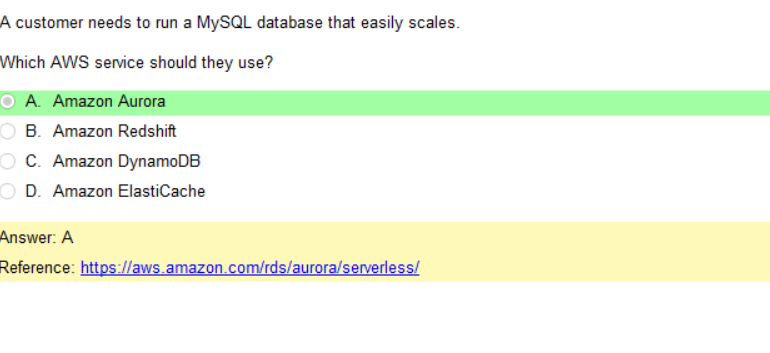 A customer needs to run a MySQL database that easily scales.
Which AWS service should they use?
A. Amazon Aurora
B. Amazon Redshift
C. Amazon DynamoDB
D. Amazon ElastiCache
Answer: A
Reference: https://aws.amazon.com/rds/aurora/serverless/